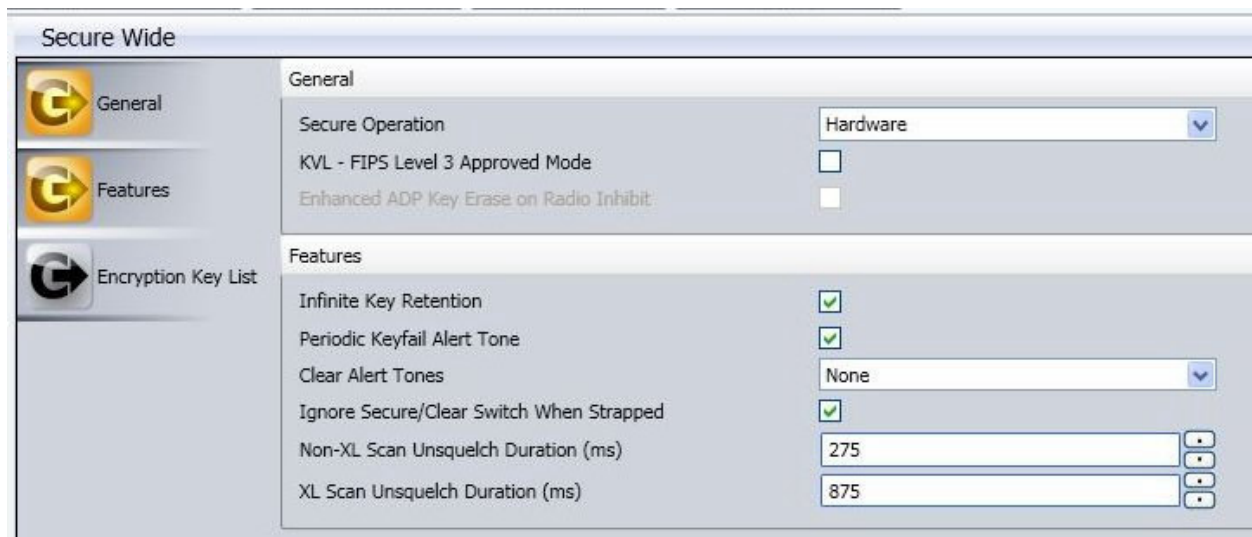 Secure Wide
General
Features
Encryption Key List
General
Secure Operation Hardware
KVL - FIPS Level 3 Approved Mode
Enhanced ADP Key Erase on Radio Inhibit
Features
Infinite Key Retention
Periodic Keyfail Alert Tone
Clear Alert Tones None
Ignore Secure/Clear Switch When Strapped
Non-XL Scan Unsquelch Duration (ms) 275
XL Scan Unsquelch Duration (ms) 875